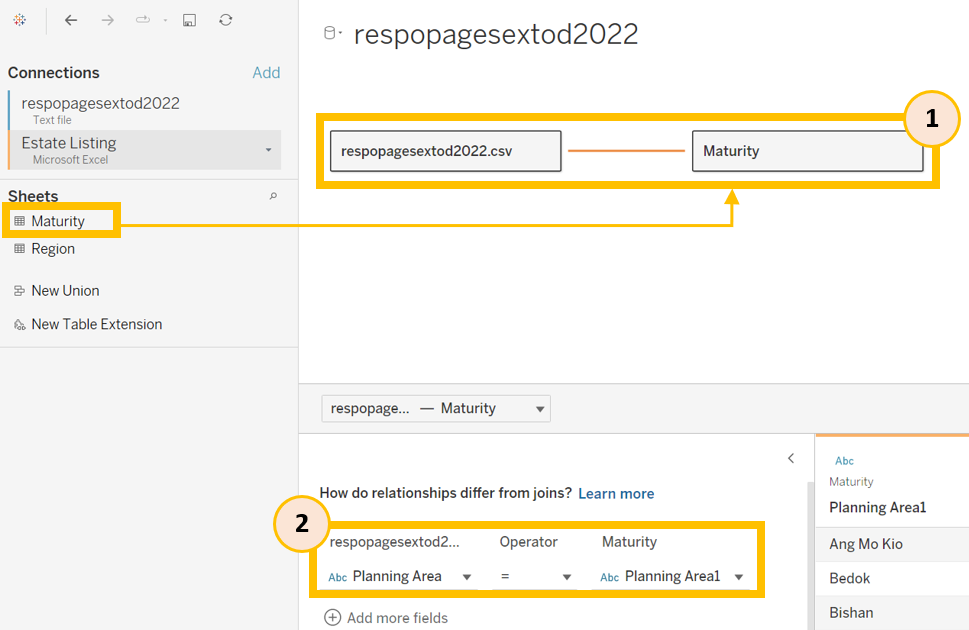 respopagesextod2022
Connections
Add
respopagesextod2022
Text file
Estate Listing
Microsoft Excel
Sheets
Maturity
Region
New Union
New Table Extension
1
respopagesextod2022.csv
Maturity
respopage... — Maturity
How do relationships differ from joins? Learn more
2
respopagesextod2... Operator Maturity
Abc Planning Area = Abc Planning Area1
Add more fields
Abc
Maturity
Planning Area1
Ang Mo Kio
Bedok
Bishan